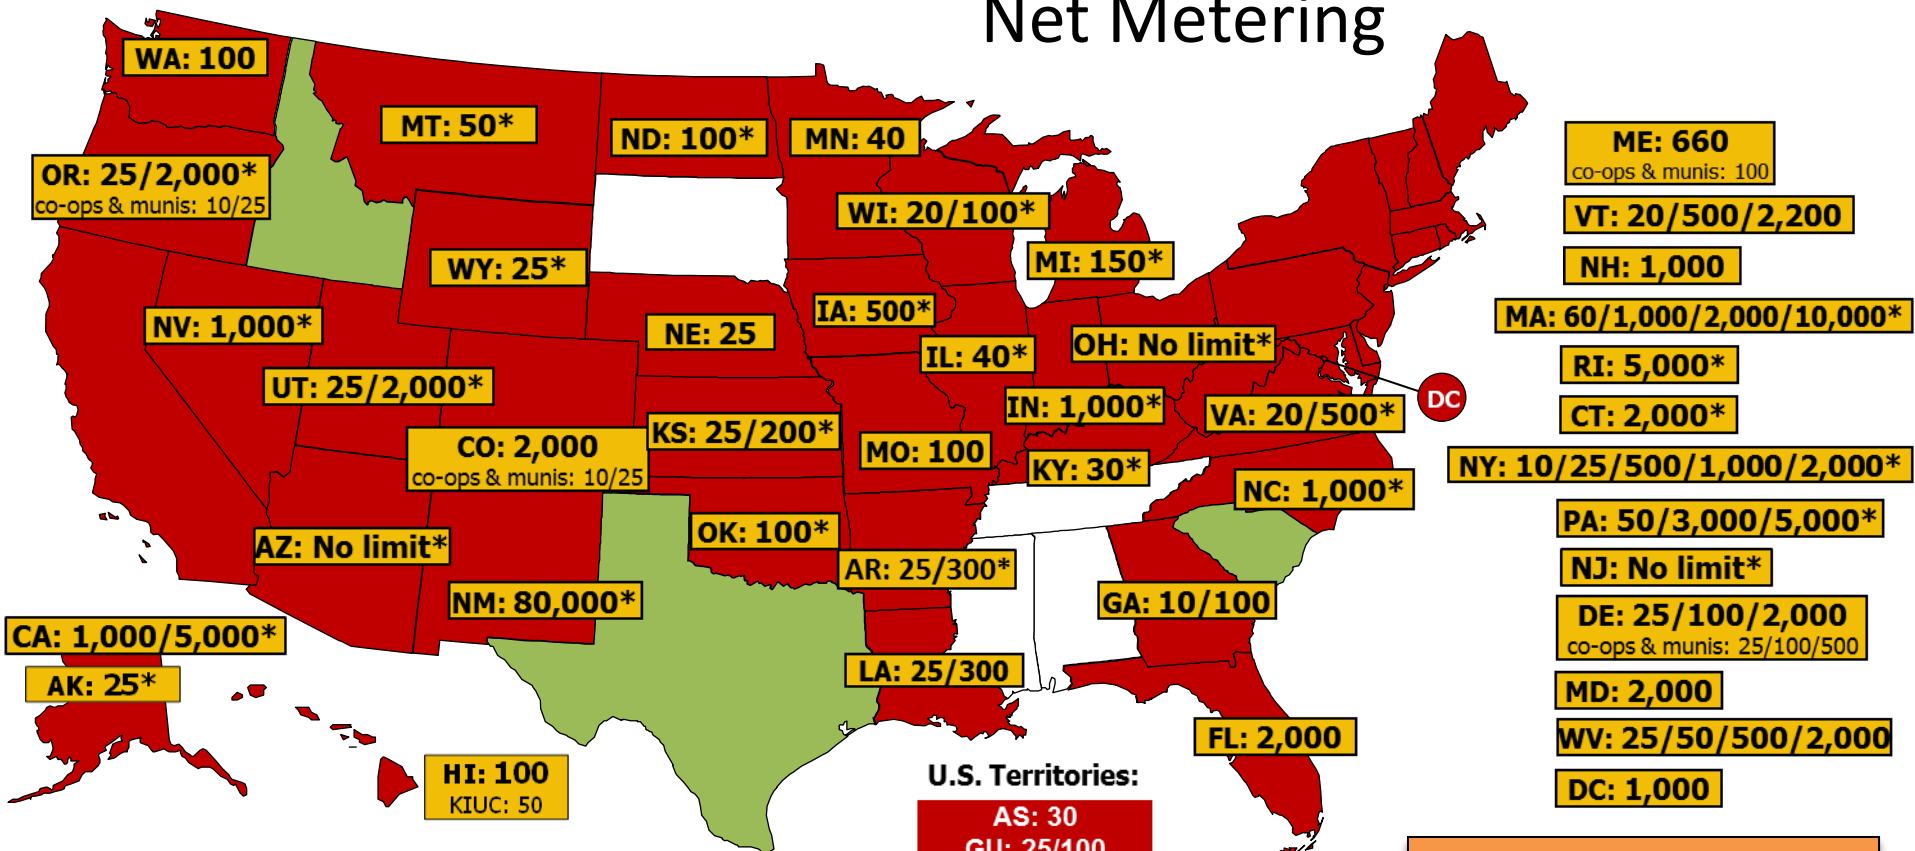 Net Metering
WA: 100
MT: 50*
ND: 100*
MN: 40
OR: 25/2,000*
co-ops & munis: 10/25
WI: 20/100*
WY: 25*
MI: 150*
NV: 1,000*
IA: 500*
NE: 25
IL: 40*
OH: No limit*
UT: 25/2,000*
IN: 1,000*
VA: 20/500*
DC
CO: 2,000
co-ops & munis: 10/25
KS: 25/200*
MO: 100
KY: 30*
NC: 1,000*
AZ: No limit*
OK: 100*
AR: 25/300*
NM: 80,000*
GA: 10/100
CA: 1,000/5,000*
AK: 25*
LA: 25/300
FL: 2,000
HI: 100
KIUC: 50
U.S. Territories:
AS: 30
GU: 25/100
ME: 660
co-ops & munis: 100
VT: 20/500/2,200
NH: 1,000
MA: 60/1,000/2,000/10,000*
RI: 5,000*
CT: 2,000*
NY: 10/25/500/1,000/2,000*
PA: 50/3,000/5,000*
NJ: No limit*
DE: 25/100/2,000
co-ops & munis: 25/100/500
MD: 2,000
WV: 25/50/500/2,000
DC: 1,000